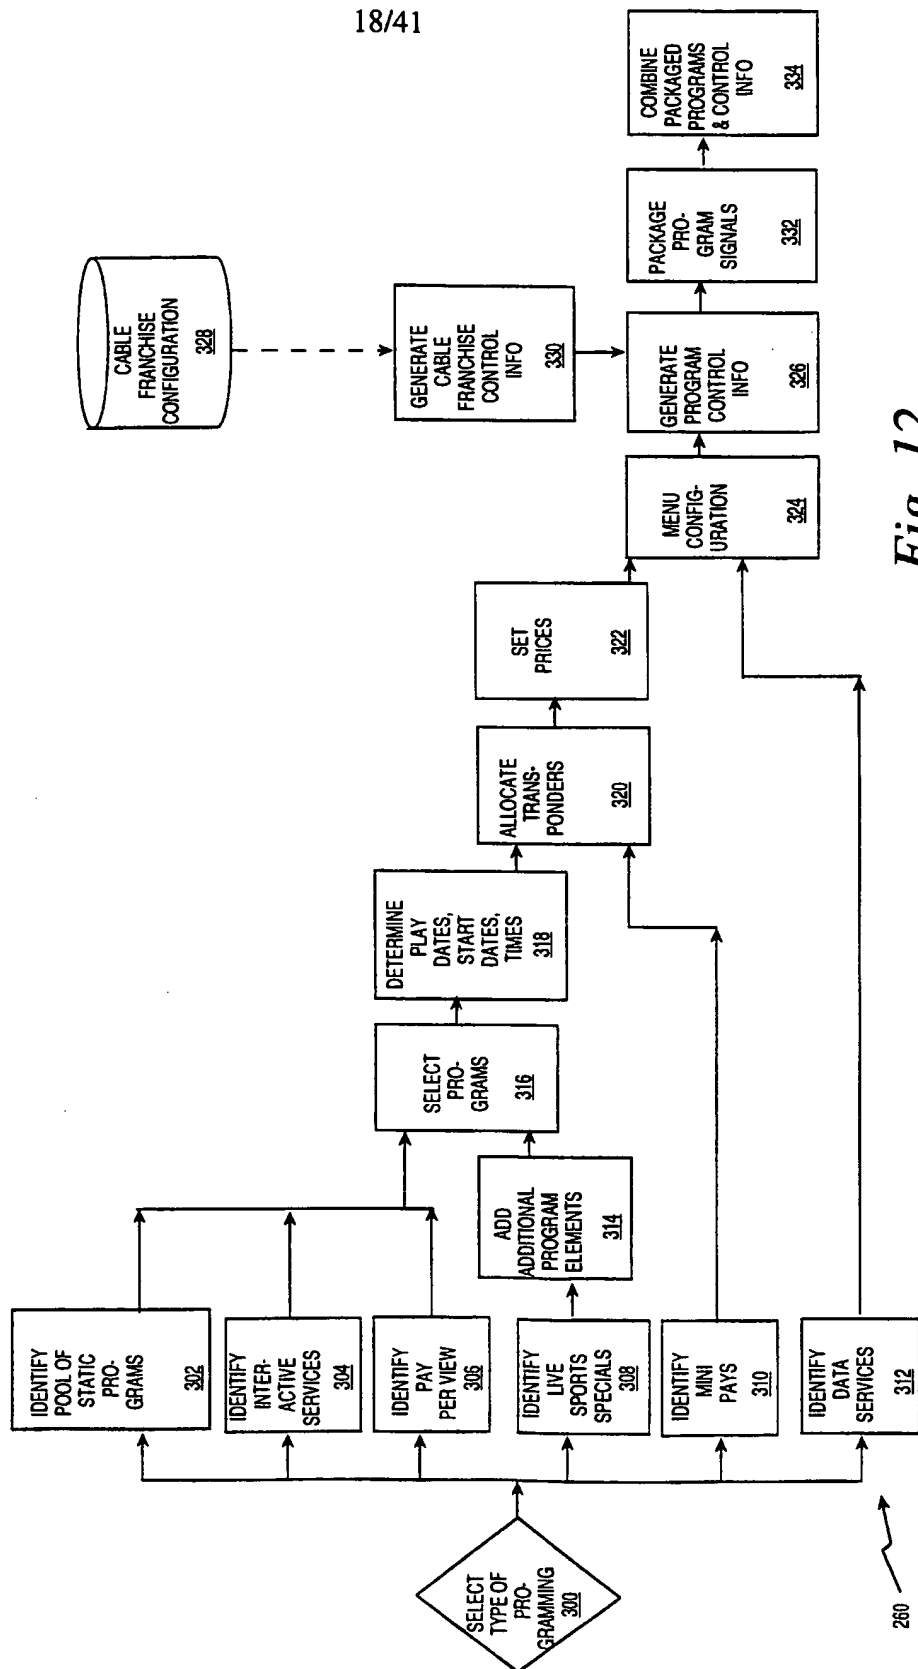 18/41
SELECT
TYPE OF
PRO-
GRAMMING
300
IDENTIFY
POOL OF
STATIC
PRO-
GRAMS
302
IDENTIFY
INTER-
ACTIVE
SERVICES
304
IDENTIFY
PAY
PER VIEW
306
IDENTIFY
LIVE
SPORTS
SPECIALS
308
IDENTIFY
MINI
PAYS
310
IDENTIFY
DATA
SERVICES
312
ADD
ADDITIONAL
PROGRAM
ELEMENTS
314
SELECT
PRO-
GRAMS
316
DETERMINE
PLAY
DATES,
START
DATES,
TIMES
318
ALLOCATE
TRANS-
PONDERS
320
SET
PRICES
322
MENU
CONFIG-
URATION
324
CABLE
FRANCHISE
CONFIGURATION
328
GENERATE
CABLE
FRANCHISE
CONTROL
INFO
330
GENERATE
PROGRAM
CONTROL
INFO
326
PACKAGE
PRO-
GRAM
SIGNALS
332
COMBINE
PACKAGED
PROGRAMS
& CONTROL
INFO
334
260
Fig. 12